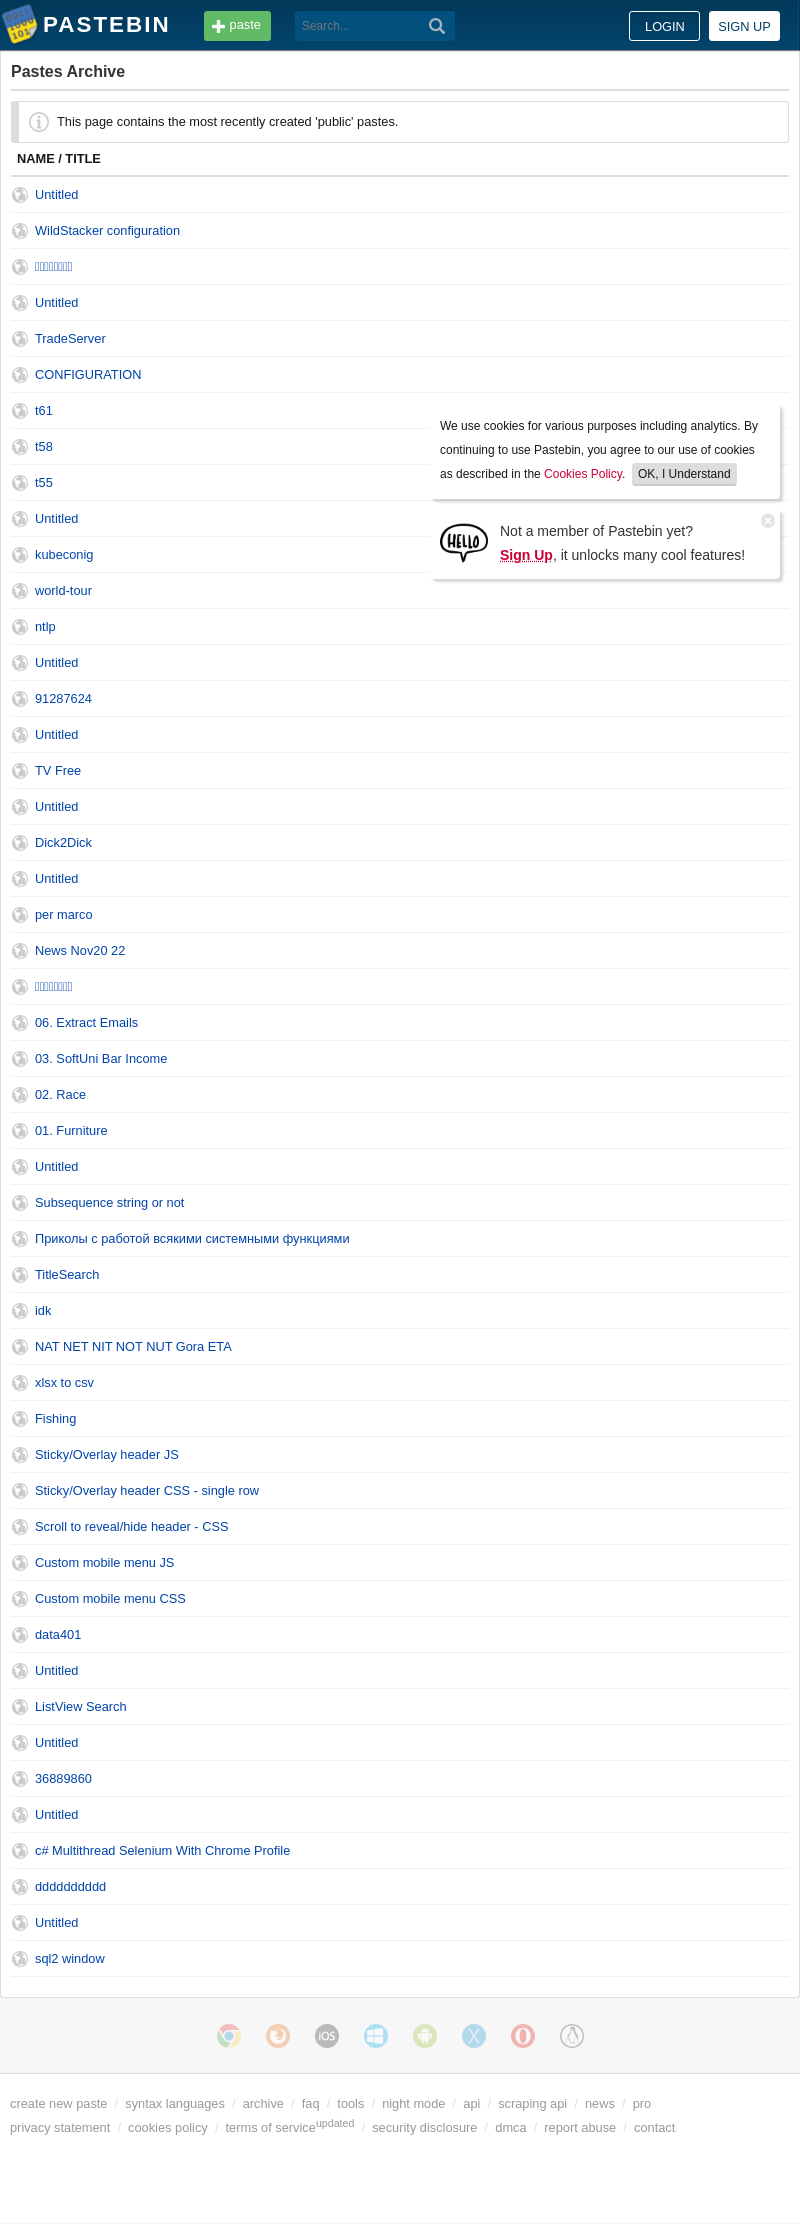 PASTEBIN paste Search... LOGIN SIGN UP
Pastes Archive
This page contains the most recently created 'public' pastes.
NAME / TITLE
Untitled
WildStacker configuration
Untitled
TradeServer
CONFIGURATION
t61
t58
t55
Untitled
kubeconig
We use cookies for various purposes including analytics. By
continuing to use Pastebin, you agree to our use of cookies
as described in the Cookies Policy. OK, I Understand
HELLO
Not a member of Pastebin yet?
Sign Up, it unlocks many cool features!
world-tour
ntlp
Untitled
91287624
Untitled
TV Free
Untitled
Dick2Dick
Untitled
per marco
News Nov20 22
06. Extract Emails
03. SoftUni Bar Income
02. Race
01. Furniture
Untitled
Subsequence string or not
Приколы с работой всякими системными функциями
TitleSearch
idk
NAT NET NIT NOT NUT Gora ETA
xlsx to csv
Fishing
Sticky/Overlay header JS
Sticky/Overlay header CSS - single row
Scroll to reveal/hide header - CSS
Custom mobile menu JS
Custom mobile menu CSS
data401
Untitled
ListView Search
Untitled
36889860
Untitled
c# Multithread Selenium With Chrome Profile
dddddddddd
Untitled
sql2 window
iOS
create new paste / syntax languages / archive / faq / tools / night mode / api / scraping api / news / pro
privacy statement / cookies policy / terms of service updated / security disclosure / dmca / report abuse / contact